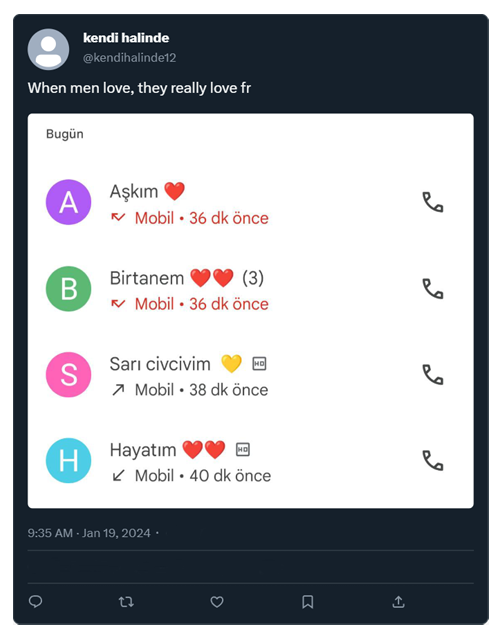 kendi halinde
@kendihalinde12
When men love, they really love fr
Bugün
A
Aşkım ❤️
Mobil • 36 dk önce
B
Birtanem ❤️❤️ (3)
Mobil • 36 dk önce
S
Sarı civcivim 💛 HD
Mobil • 38 dk önce
H
Hayatım ❤️❤️ HD
Mobil • 40 dk önce
9:35 AM · Jan 19, 2024 ·